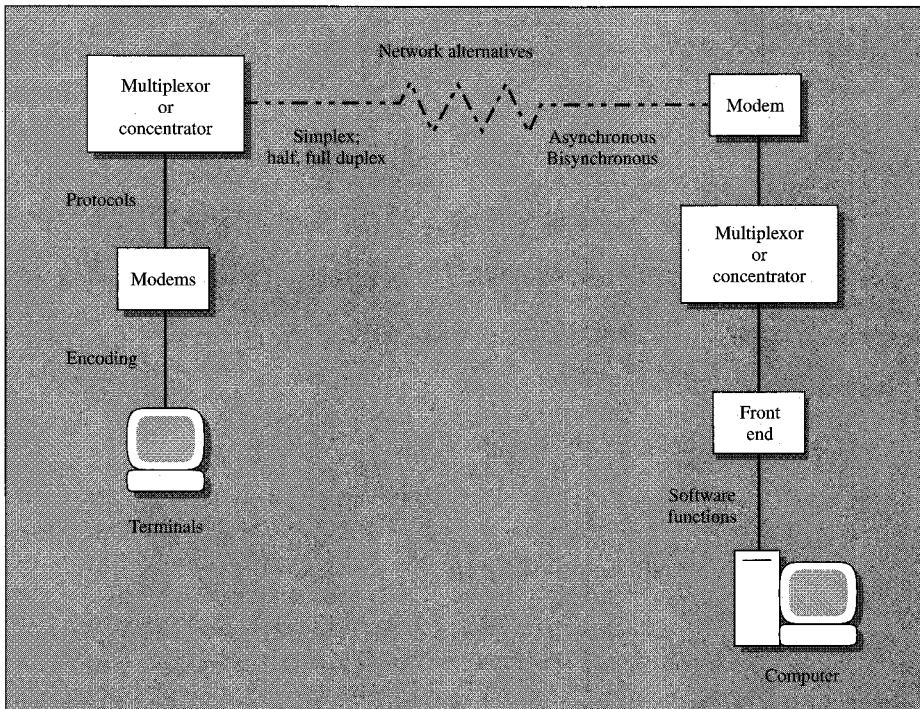 Network alternatives
Multiplexor
or
concentrator
Modem
Simplex;
half, full duplex
Asynchronous
Bisynchronous
Protocols
Multiplexor
or
concentrator
Modems
Encoding
Front
end
Software
functions
Terminals
Computer